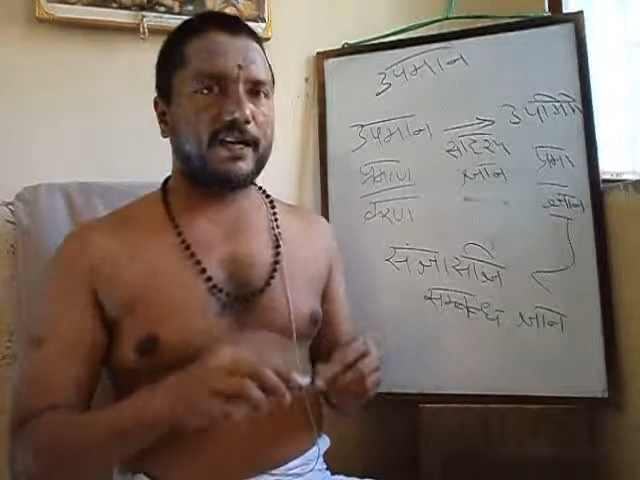 उपमान
उपमान → उपमिति
सादृश्य
प्रमाण ज्ञान प्रमा
करण ज्ञान
संज्ञासंज्ञि
सम्बन्ध ज्ञान